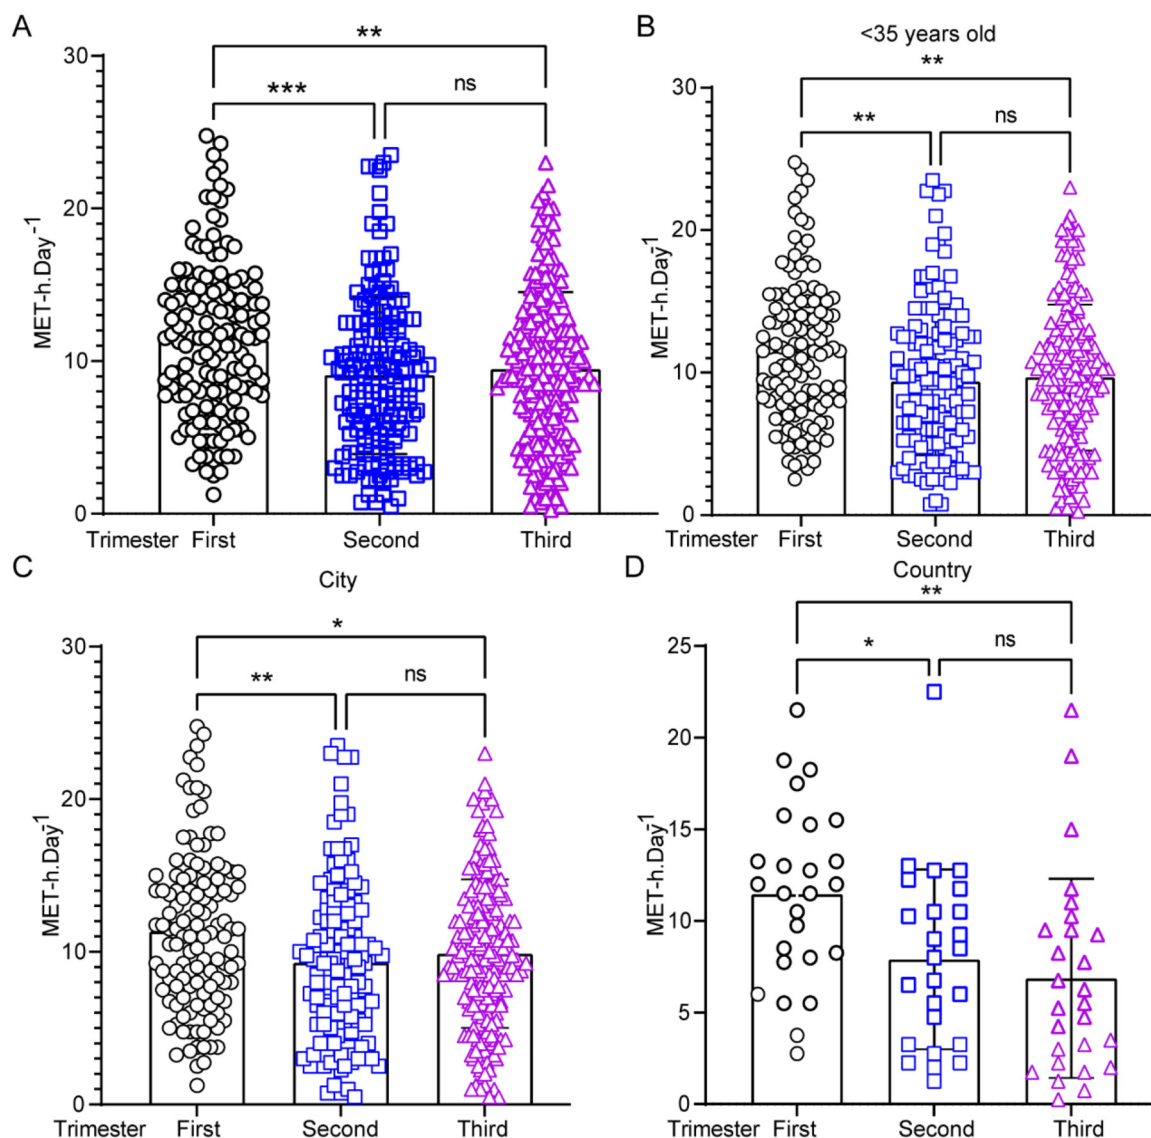 A
**
***
ns
30
20
10
0
MET-h.Day-1
Trimester First Second Third
B
<35 years old
**
**
ns
30
20
10
0
MET-h.Day-1
Trimester First Second Third
C
City
*
**
ns
30
20
10
0
MET-h.Day-1
Trimester First Second Third
D
Country
**
*
ns
25
20
15
10
5
0
MET-h.Day-1
Trimester First Second Third